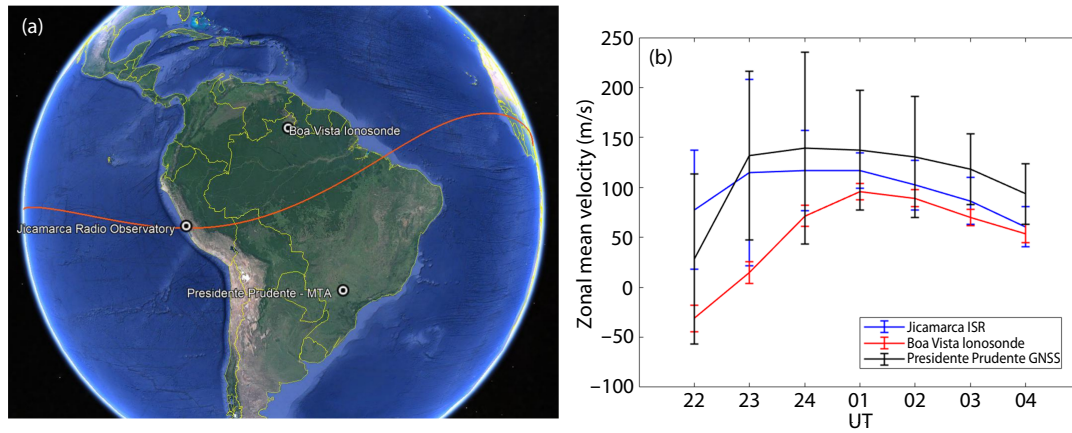 (a)
Boa Vista Ionosonde
Jicamarca Radio Observatory
Presidente Prudente - MTA
(b)
Zonal mean velocity (m/s)
250
200
150
100
50
0
−50
−100
22 23 24 01 02 03 04
UT
Jicamarca ISR
Boa Vista Ionosonde
Presidente Prudente GNSS